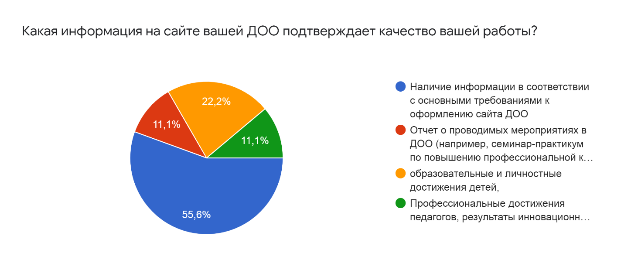 Какая информация на сайте вашей ДОО подтверждает качество вашей работы?
22,2%
11,1%
11,1%
55,6%
Наличие информации в соответствии
с основными требованиями к
оформлению сайта ДОО
Отчет о проводимых мероприятиях в
ДОО (например, семинар-практикум
по повышению профессиональной к...
образовательные и личностные
достижения детей,
Профессиональные достижения
педагогов, результаты инновационн...